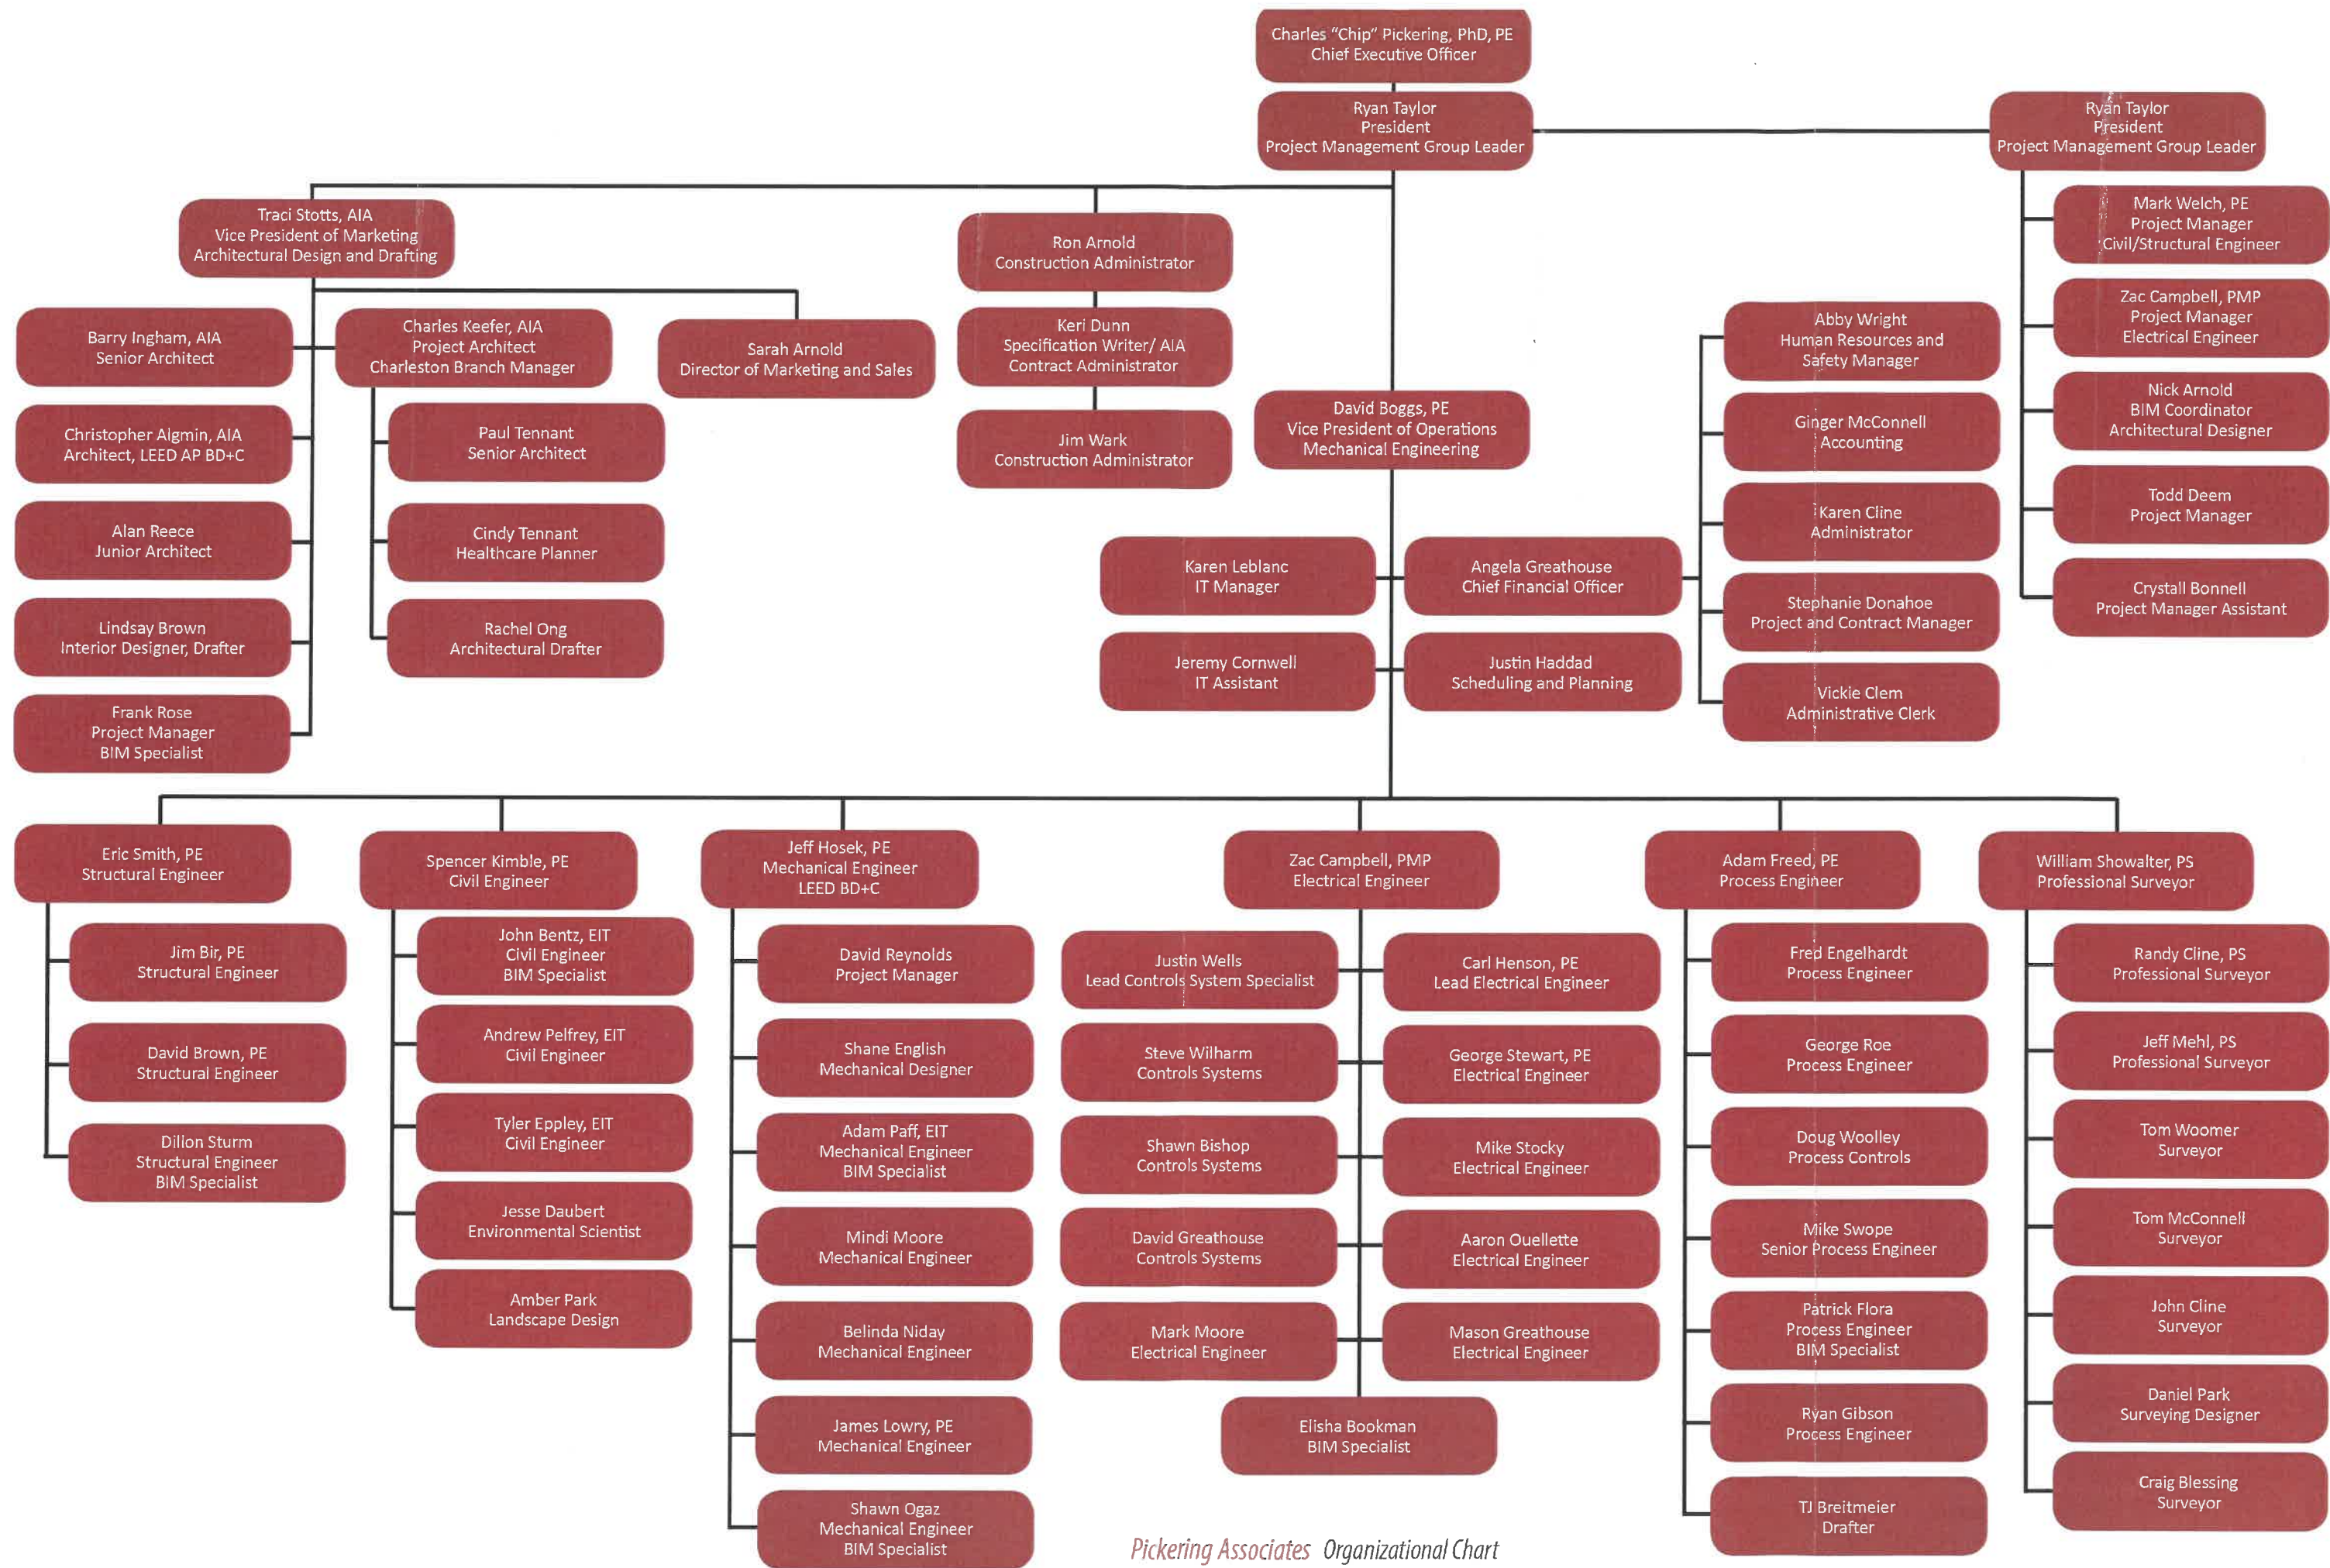 Charles “Chip” Pickering, PhD, PE
Chief Executive Officer
Ryan Taylor
President
Project Management Group Leader
Ryan Taylor
President
Project Management Group Leader
Traci Stotts, AIA
Vice President of Marketing
Architectural Design and Drafting
Barry Ingham, AIA
Senior Architect
Christopher Algmin, AIA
Architect, LEED AP BD+C
Alan Reece
Junior Architect
Lindsay Brown
Interior Designer, Drafter
Frank Rose
Project Manager
BIM Specialist
Charles Keefer, AIA
Project Architect
Charleston Branch Manager
Paul Tennant
Senior Architect
Cindy Tennant
Healthcare Planner
Rachel Ong
Architectural Drafter
Sarah Arnold
Director of Marketing and Sales
Ron Arnold
Construction Administrator
Keri Dunn
Specification Writer/ AIA
Contract Administrator
Jim Wark
Construction Administrator
David Boggs, PE
Vice President of Operations
Mechanical Engineering
Karen Leblanc
IT Manager
Jeremy Cornwell
IT Assistant
Angela Greathouse
Chief Financial Officer
Justin Haddad
Scheduling and Planning
Abby Wright
Human Resources and
Safety Manager
Ginger McConnell
Accounting
Karen Cline
Administrator
Stephanie Donahoe
Project and Contract Manager
Vickie Clem
Administrative Clerk
Mark Welch, PE
Project Manager
Civil/Structural Engineer
Zac Campbell, PMP
Project Manager
Electrical Engineer
Nick Arnold
BIM Coordinator
Architectural Designer
Todd Deem
Project Manager
Crystall Bonnell
Project Manager Assistant
Eric Smith, PE
Structural Engineer
Jim Bir, PE
Structural Engineer
David Brown, PE
Structural Engineer
Dillon Sturm
Structural Engineer
BIM Specialist
Spencer Kimble, PE
Civil Engineer
John Bentz, EIT
Civil Engineer
BIM Specialist
Andrew Pelfrey, EIT
Civil Engineer
Tyler Eppley, EIT
Civil Engineer
Jesse Daubert
Environmental Scientist
Amber Park
Landscape Design
Jeff Hosek, PE
Mechanical Engineer
LEED BD+C
David Reynolds
Project Manager
Shane English
Mechanical Designer
Adam Paff, EIT
Mechanical Engineer
BIM Specialist
Mindi Moore
Mechanical Engineer
Belinda Niday
Mechanical Engineer
James Lowry, PE
Mechanical Engineer
Shawn Ogaz
Mechanical Engineer
BIM Specialist
Zac Campbell, PMP
Electrical Engineer
Justin Wells
Lead Controls System Specialist
Steve Wilharm
Controls Systems
Shawn Bishop
Controls Systems
David Greathouse
Controls Systems
Mark Moore
Electrical Engineer
Carl Henson, PE
Lead Electrical Engineer
George Stewart, PE
Electrical Engineer
Mike Stocky
Electrical Engineer
Aaron Ouellette
Electrical Engineer
Mason Greathouse
Electrical Engineer
Elisha Bookman
BIM Specialist
Adam Freed, PE
Process Engineer
Fred Engelhardt
Process Engineer
George Roe
Process Engineer
Doug Woolley
Process Controls
Mike Swope
Senior Process Engineer
Patrick Flora
Process Engineer
BIM Specialist
Ryan Gibson
Process Engineer
TJ Breitmeier
Drafter
William Showalter, PS
Professional Surveyor
Randy Cline, PS
Professional Surveyor
Jeff Mehl, PS
Professional Surveyor
Tom Woomer
Surveyor
Tom McConnell
Surveyor
John Cline
Surveyor
Daniel Park
Surveying Designer
Craig Blessing
Surveyor
Pickering Associates Organizational Chart